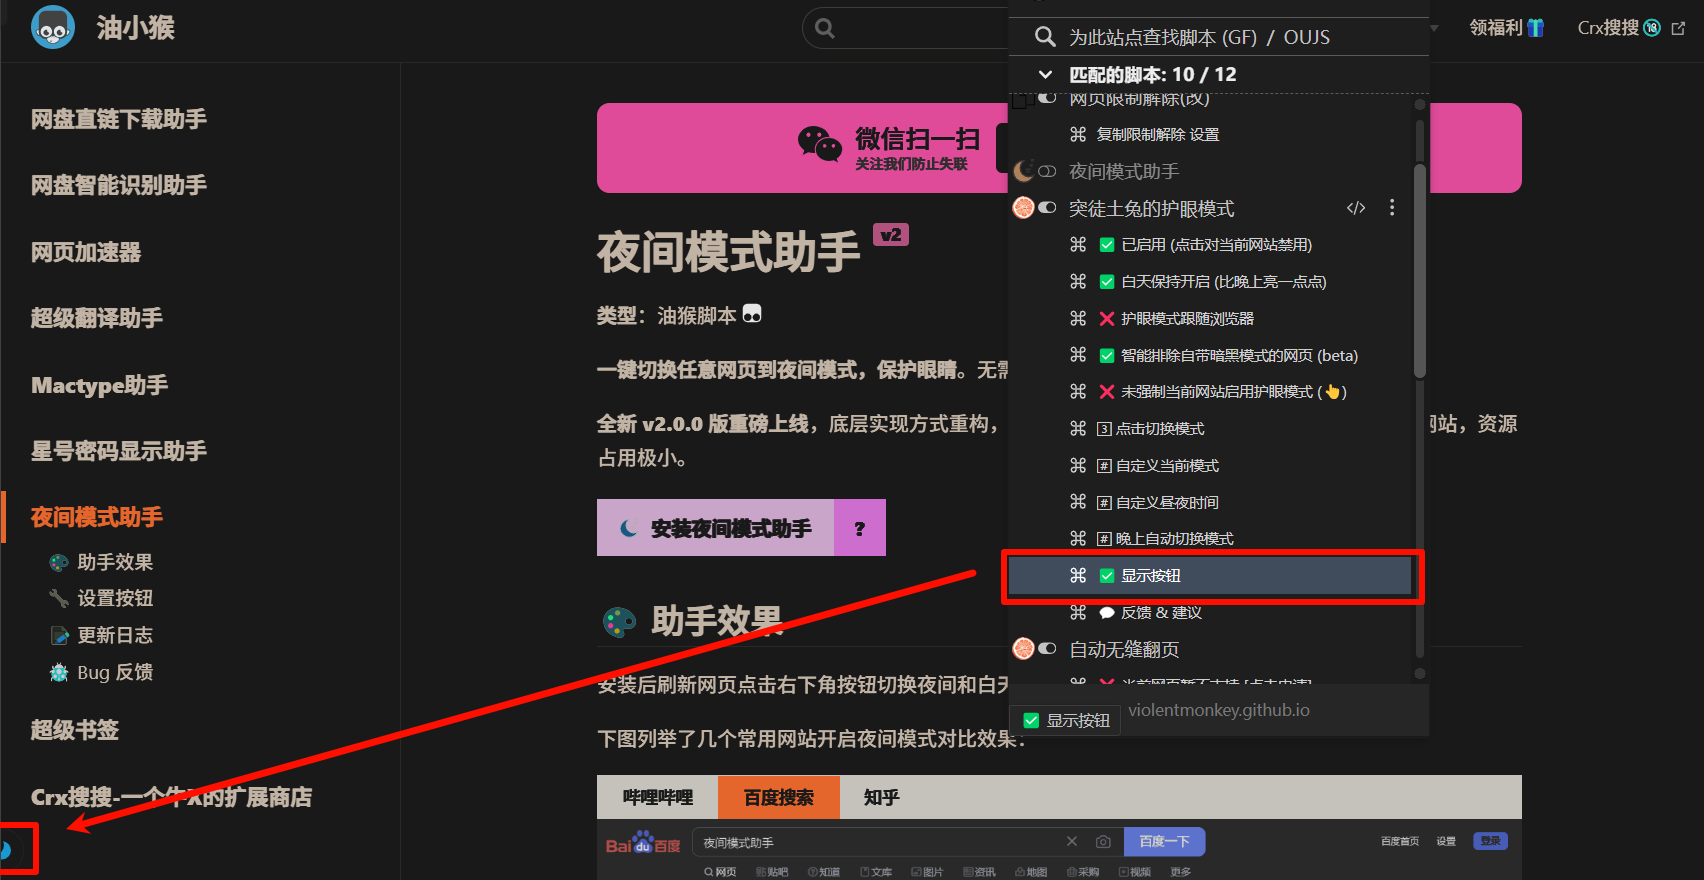 油小猴
领福利
Crx搜搜
网盘直链下载助手
网盘智能识别助手
网页加速器
超级翻译助手
Mactype助手
星号密码显示助手
夜间模式助手
助手效果
设置按钮
更新日志
Bug 反馈
超级书签
Crx搜搜-一个牛X的扩展商店
微信扫一扫
关注我们防止失联
夜间模式助手 v2
类型：油猴脚本
一键切换任意网页到夜间模式，保护眼睛。无需
全新 v2.0.0 版重磅上线，底层实现方式重构，
网站，资源
占用极小。
安装夜间模式助手 ?
助手效果
安装后刷新网页点击右下角按钮切换夜间和白天
下图列举了几个常用网站开启夜间模式对比效果：
哔哩哔哩 百度搜索 知乎
Bai du 百度 夜间模式助手 百度一下 百度首页 设置 登录
网页 贴吧 知道 文库 图片 资讯 地图 采购 视频 更多
为此站点查找脚本 (GF) / OUJS
匹配的脚本: 10 / 12
网页限制解除(改)
⌘ 复制限制解除 设置
夜间模式助手
突徒土兔的护眼模式 </>
⌘ ✅ 已启用 (点击对当前网站禁用)
⌘ ✅ 白天保持开启 (比晚上亮一点点)
⌘ ❌ 护眼模式跟随浏览器
⌘ ✅ 智能排除自带暗黑模式的网页 (beta)
⌘ ❌ 未强制当前网站启用护眼模式 (👆)
⌘ 3 点击切换模式
⌘ # 自定义当前模式
⌘ # 自定义昼夜时间
⌘ # 晚上自动切换模式
⌘ ✅ 显示按钮
⌘ 💬 反馈 & 建议
自动无缝翻页
⌘ ❌ 当前网页暂不支持 [点击申请]
✅ 显示按钮
violentmonkey.github.io